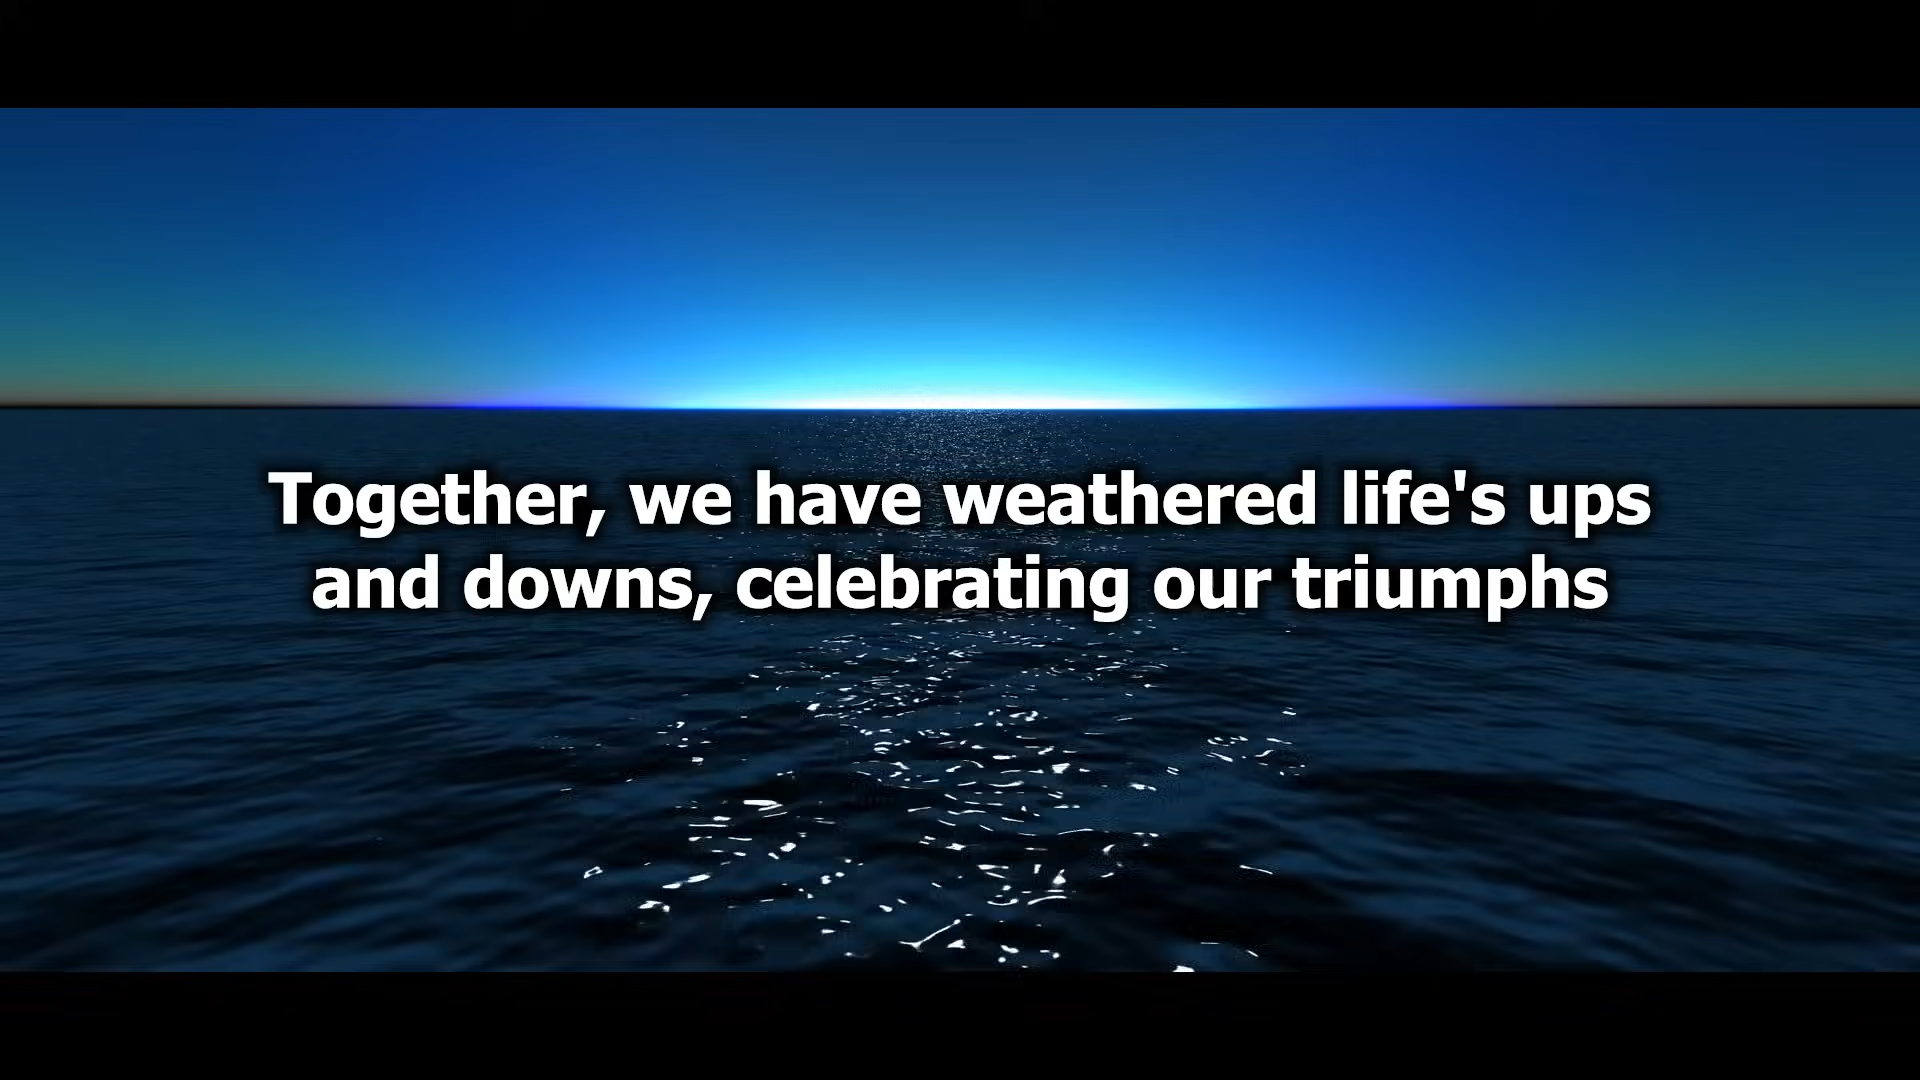 Together, we have weathered life's ups
and downs, celebrating our triumphs